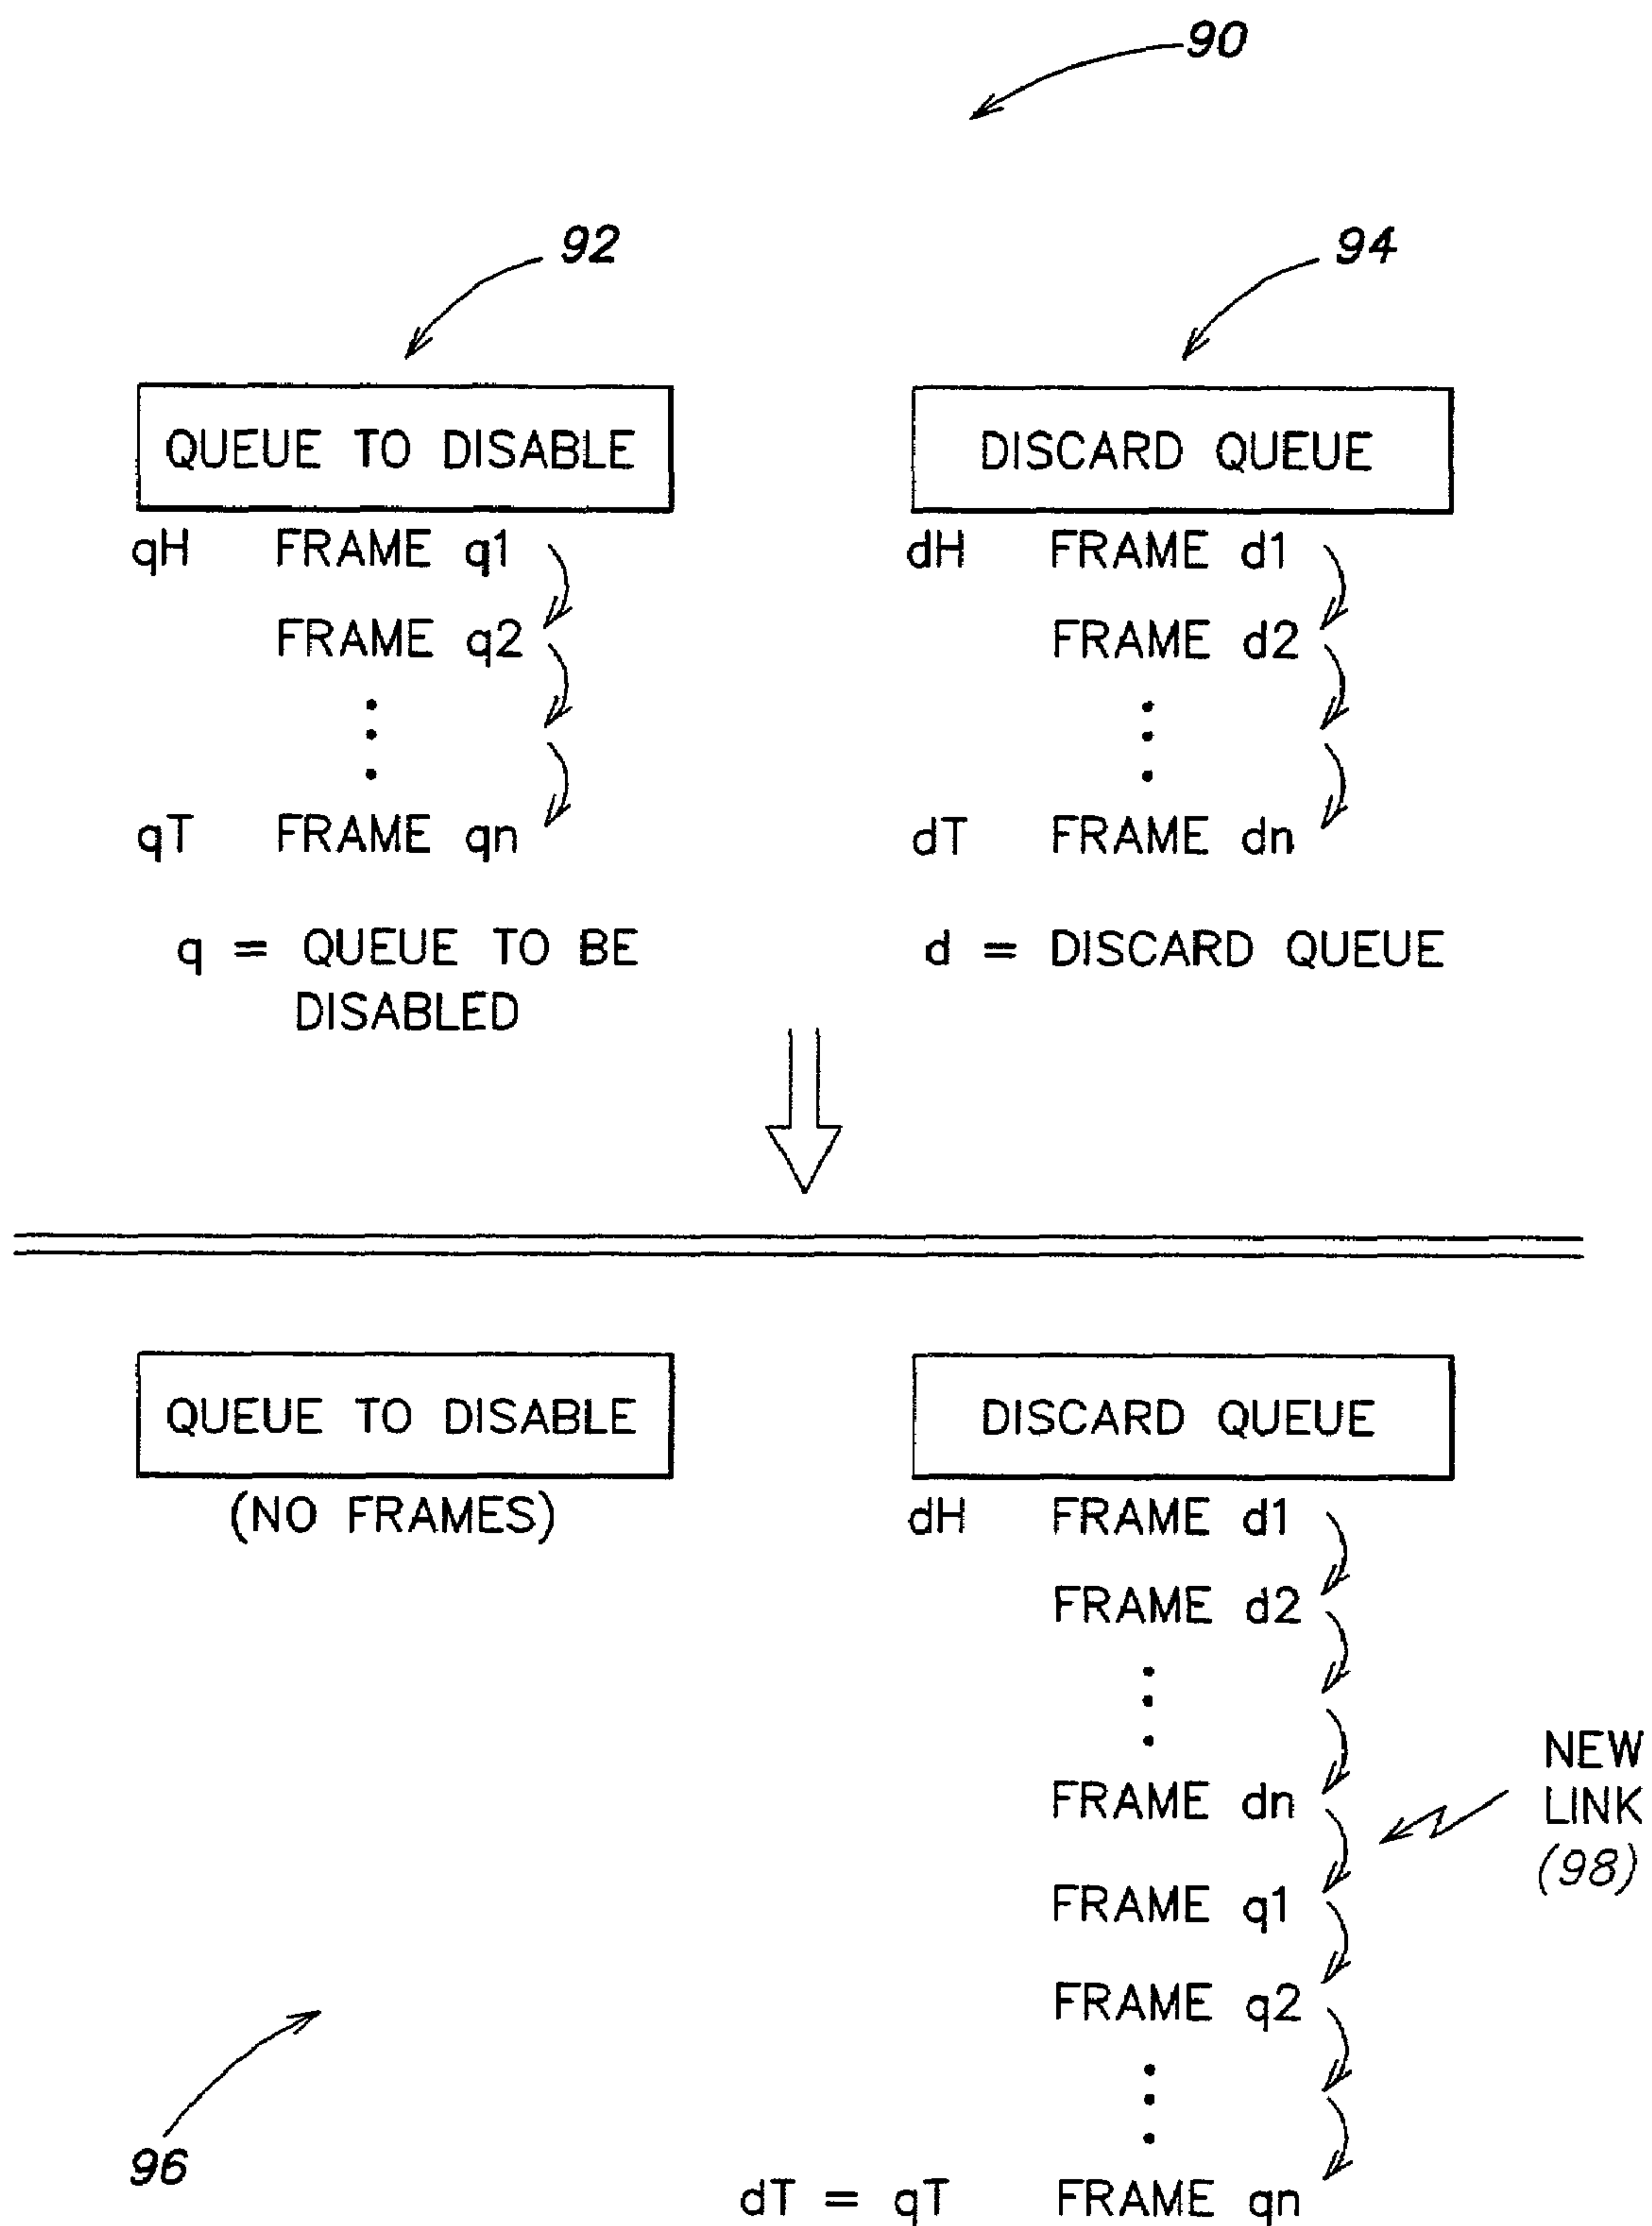 90
92
94
QUEUE TO DISABLE
qH FRAME q1
FRAME q2
qT FRAME qn
q = QUEUE TO BE
DISABLED
DISCARD QUEUE
dH FRAME d1
FRAME d2
dT FRAME dn
d = DISCARD QUEUE
QUEUE TO DISABLE
(NO FRAMES)
DISCARD QUEUE
dH FRAME d1
FRAME d2
FRAME dn
FRAME q1
FRAME q2
dT = qT FRAME qn
NEW
LINK
(98)
96